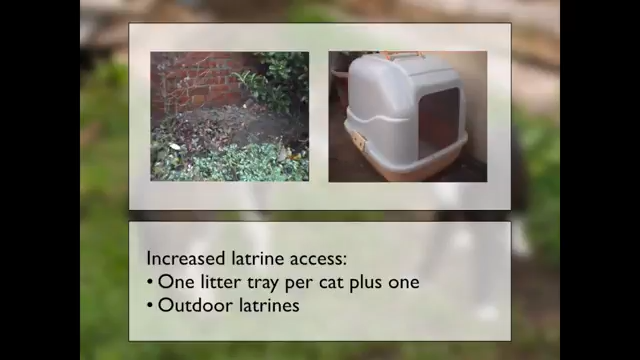 Increased latrine access:
• One litter tray per cat plus one
• Outdoor latrines